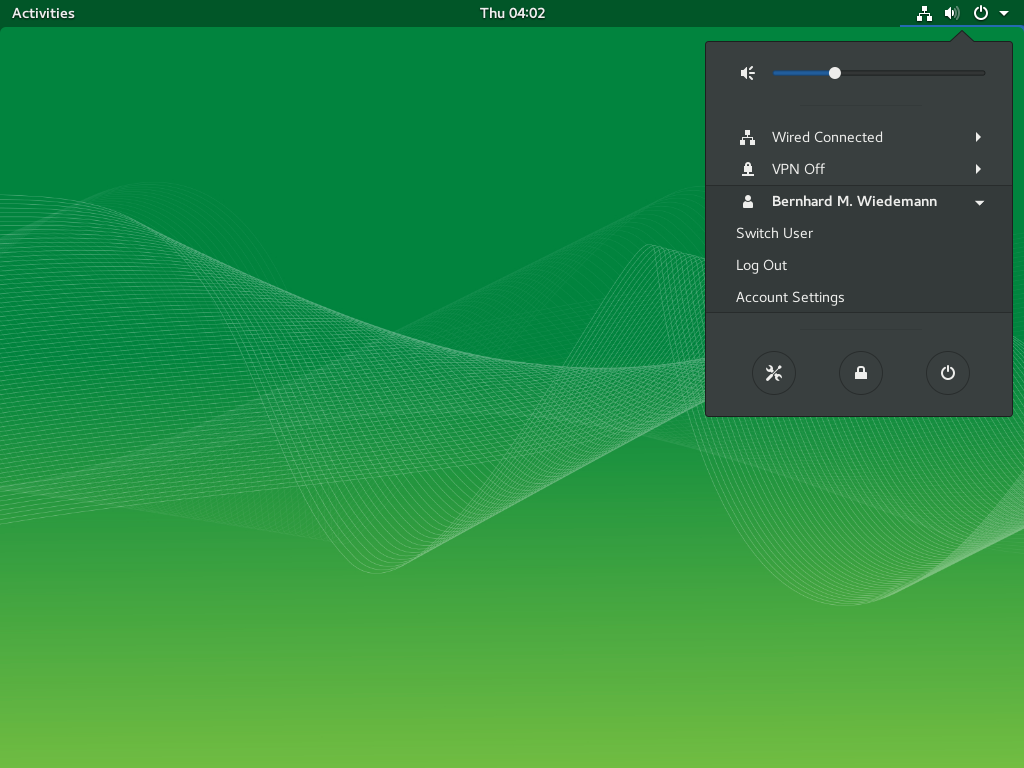 Activities
Thu 04:02
Wired Connected
VPN Off
Bernhard M. Wiedemann
Switch User
Log Out
Account Settings